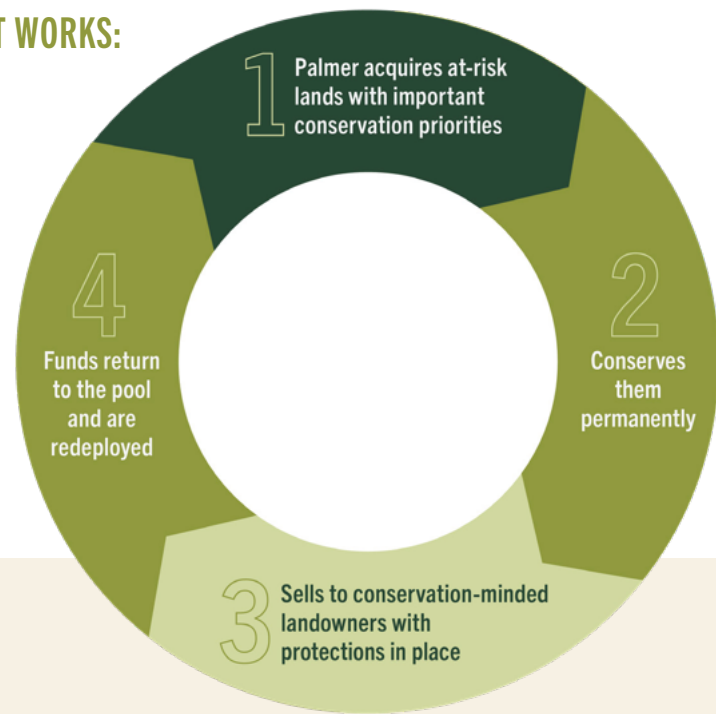 T WORKS:
1
Palmer acquires at-risk
lands with important
conservation priorities
2
Conserves
them
permanently
3
Sells to conservation-minded
landowners with
protections in place
4
Funds return
to the pool
and are
redeployed